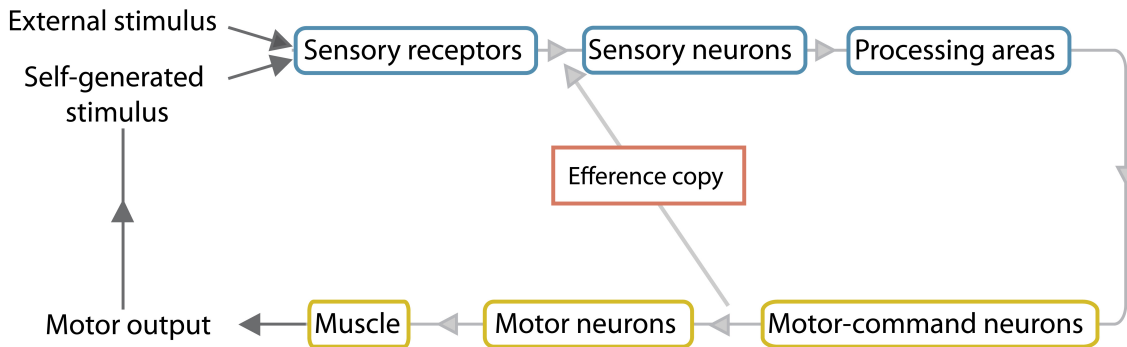 External stimulus
Sensory receptors
Sensory neurons
Processing areas
Self-generated
stimulus
Efference copy
Motor output
Muscle
Motor neurons
Motor-command neurons